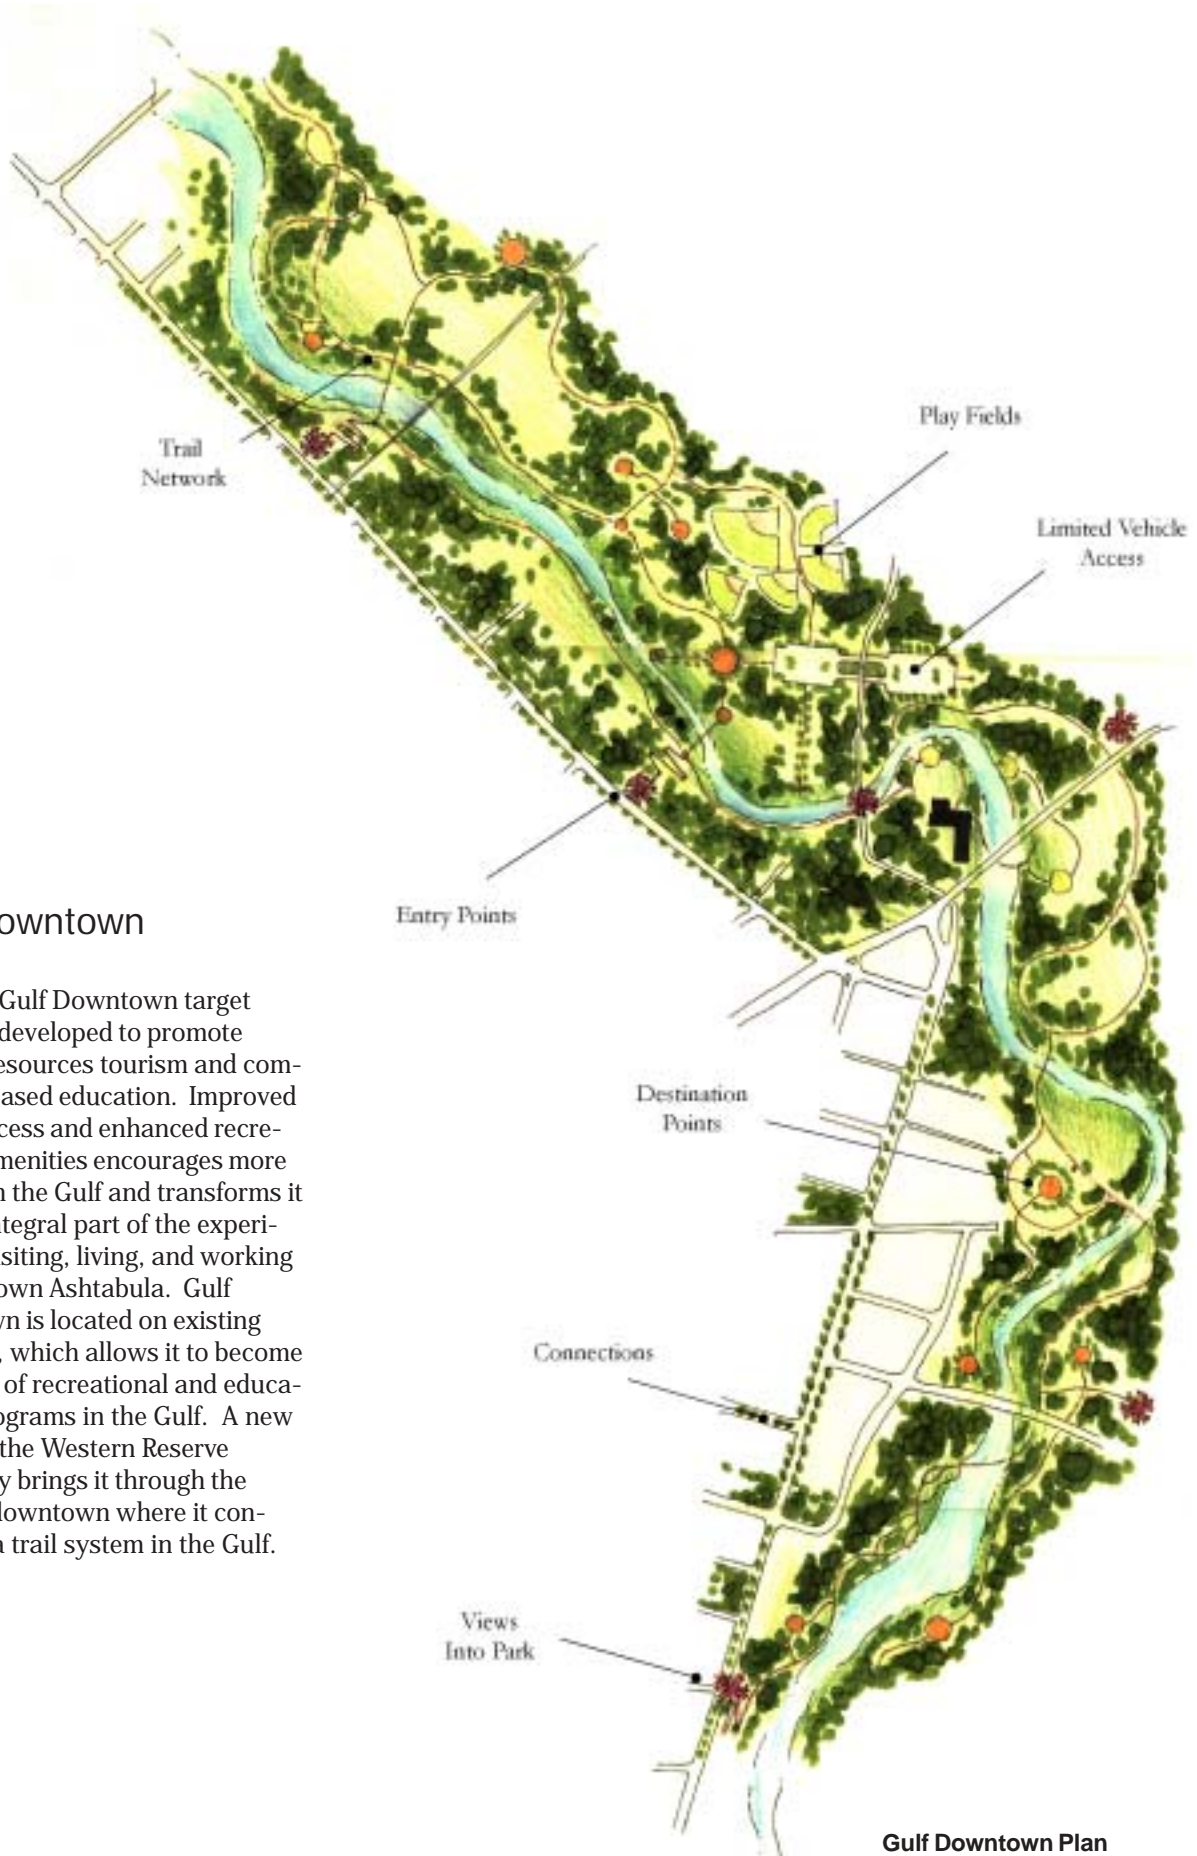 owntown
Gulf Downtown target
developed to promote
esources tourism and com-
ased education.  Improved
cess and enhanced recre-
menities encourages more
n the Gulf and transforms it
ntegral part of the experi-
isiting, living, and working
own Ashtabula.  Gulf
wn is located on existing
, which allows it to become
of recreational and educa-
ograms in the Gulf.  A new
the Western Reserve
y brings it through the
downtown where it con-
a trail system in the Gulf.
Trail
Network
Play Fields
Limited Vehicle
Access
Entry Points
Destination
Points
Connections
Views
Into Park
Gulf Downtown Plan